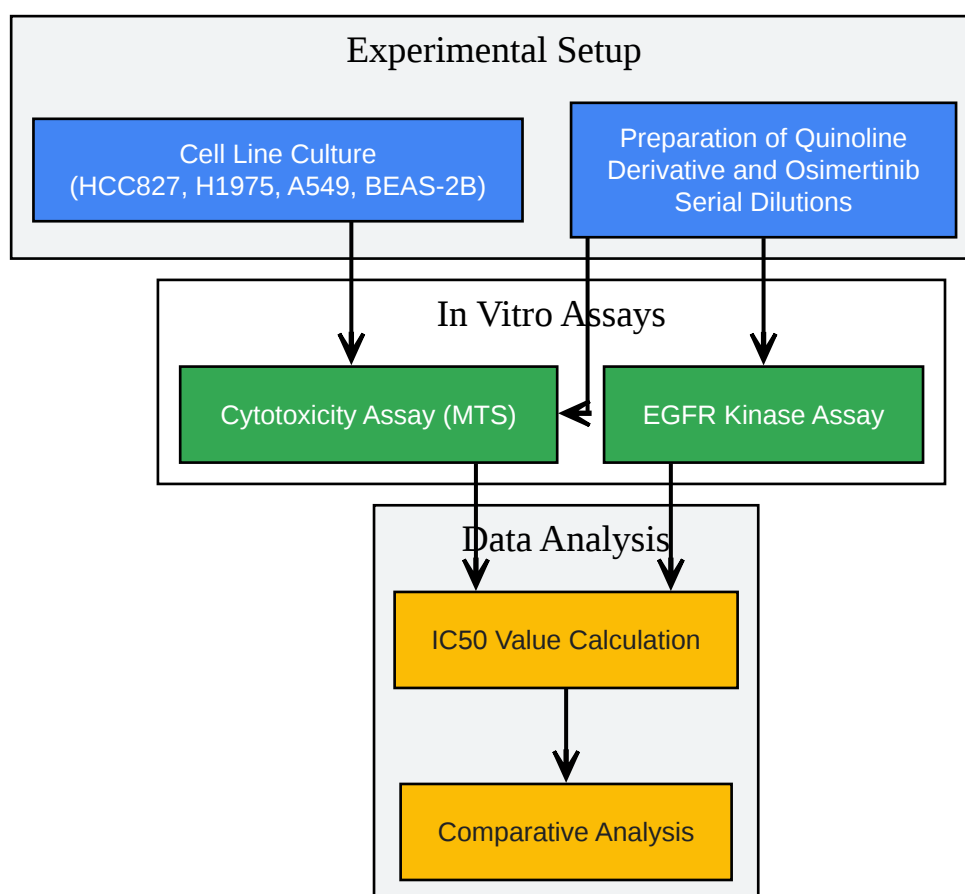 Experimental Setup
Cell Line Culture
(HCC827, H1975, A549, BEAS-2B)
Preparation of Quinoline
Derivative and Osimertinib
Serial Dilutions
In Vitro Assays
Cytotoxicity Assay (MTS)
EGFR Kinase Assay
Data Analysis
IC50 Value Calculation
Comparative Analysis